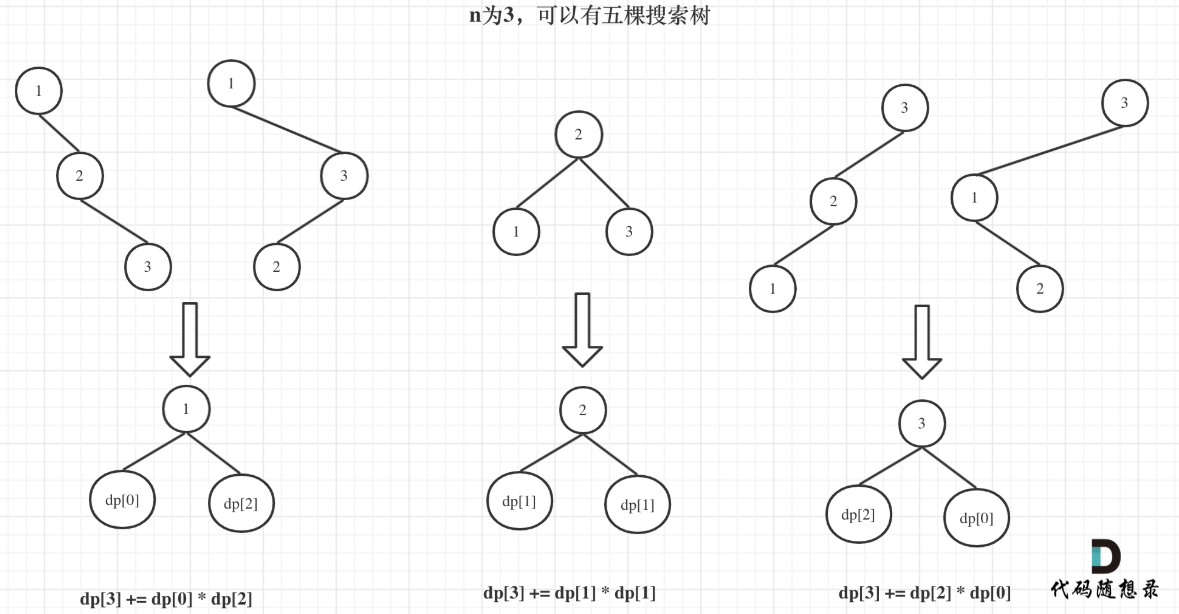 n为3，可以有五棵搜索树
1
1
2
3
3
2
3
3
2
1
3
2
1
1
2
1
2
3
dp[0]
dp[2]
dp[1]
dp[1]
dp[2]
dp[0]
dp[3] += dp[0] * dp[2]
dp[3] += dp[1] * dp[1]
dp[3] += dp[2] * dp[0]
代码随想录